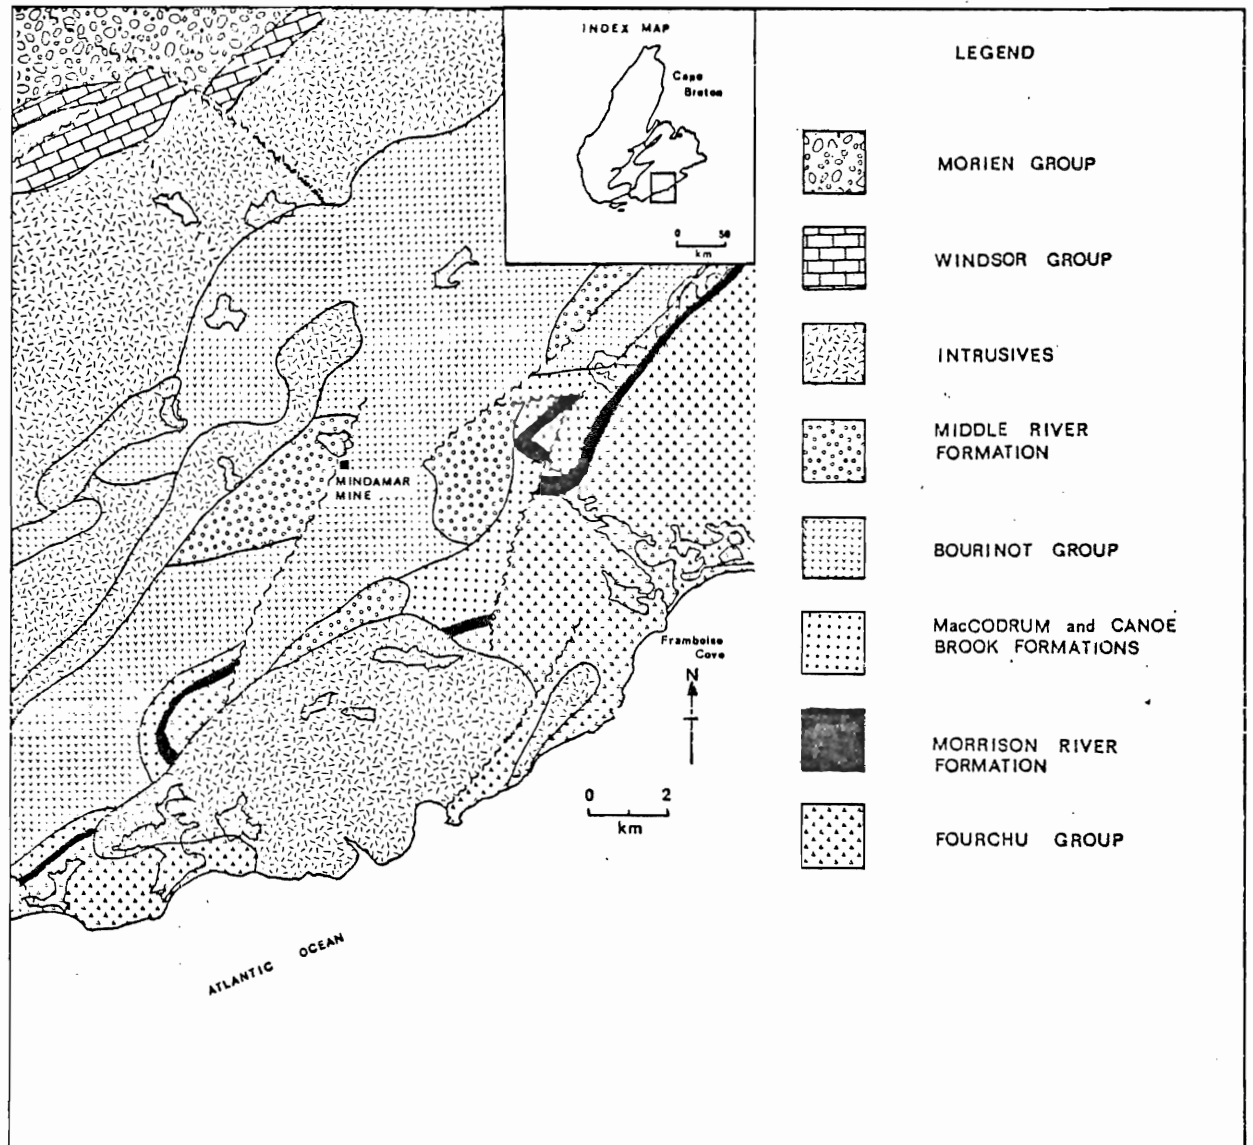 INDEX MAP
Cape
Breton
0 50
km
LEGEND
MORIEN GROUP
WINDSOR GROUP
INTRUSIVES
MIDDLE RIVER
FORMATION
BOURINOT GROUP
MacCODRUM and CANOE
BROOK FORMATIONS
MORRISON RIVER
FORMATION
FOURCHU GROUP
MINDAMAR
MINE
Framboise
Cove
N
0 2
km
ATLANTIC OCEAN